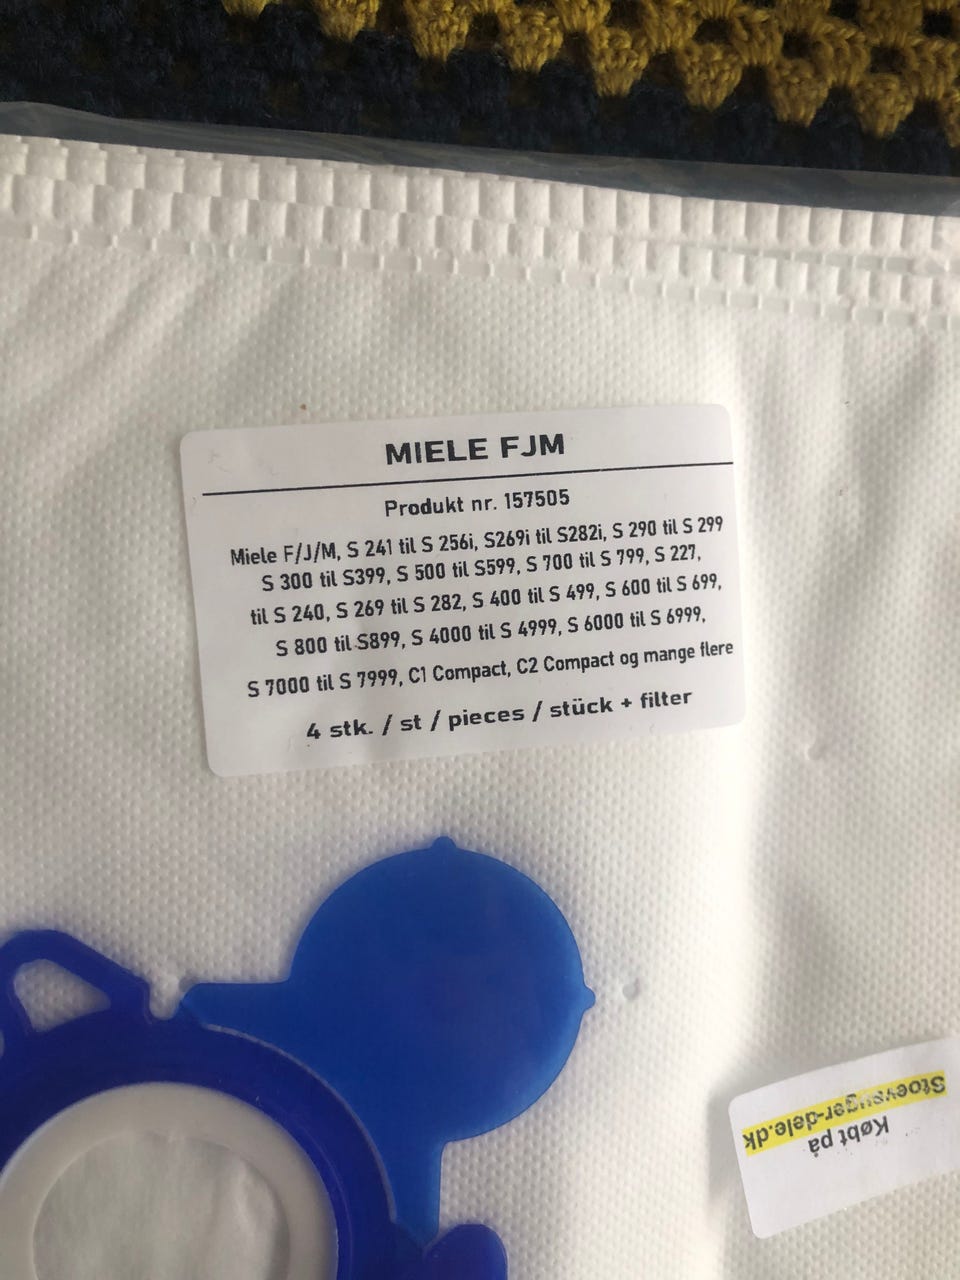 MIELE FJM
Produkt nr. 157505
Miele F/J/M, S 241 til S 256i, S269i til S282i, S 290 til S 299
S 300 til S399, S 500 til S599, S 700 til S 799, S 227,
til S 240, S 269 til S 282, S 400 til S 499, S 600 til S 699,
S 800 til S899, S 4000 til S 4999, S 6000 til S 6999,
S 7000 til S 7999, C1 Compact, C2 Compact og mange flere
4 stk. / st / pieces / stück + filter
Købt på
Stoevsuger-dele.dk